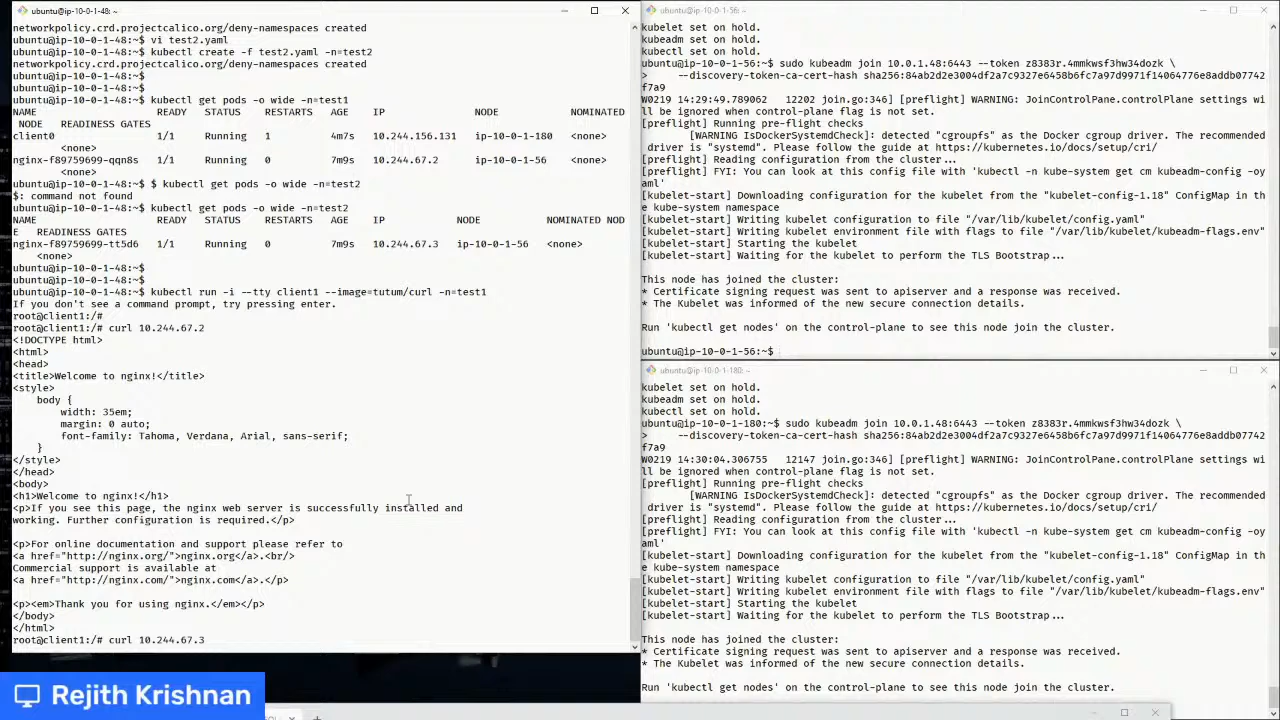 ubuntu@ip-10-0-1-48: ~
networkpolicy.crd.projectcalico.org/deny-namespaces created
ubuntu@ip-10-0-1-48:~$ vi test2.yaml
ubuntu@ip-10-0-1-48:~$ kubectl create -f test2.yaml -n=test2
networkpolicy.crd.projectcalico.org/deny-namespaces created
ubuntu@ip-10-0-1-48:~$
ubuntu@ip-10-0-1-48:~$
ubuntu@ip-10-0-1-48:~$ kubectl get pods -o wide -n=test1
NAME READY STATUS RESTARTS AGE IP NODE NOMINATED
NODE READINESS GATES
client0 1/1 Running 1 4m7s 10.244.156.131 ip-10-0-1-180 <none>
<none>
nginx-f89759699-qqn8s 1/1 Running 0 7m9s 10.244.67.2 ip-10-0-1-56 <none>
<none>
ubuntu@ip-10-0-1-48:~$ $ kubectl get pods -o wide -n=test2
$: command not found
ubuntu@ip-10-0-1-48:~$ kubectl get pods -o wide -n=test2
NAME READY STATUS RESTARTS AGE IP NODE NOMINATED NOD
E READINESS GATES
nginx-f89759699-tt5d6 1/1 Running 0 7m9s 10.244.67.3 ip-10-0-1-56 <none>
<none>
ubuntu@ip-10-0-1-48:~$
ubuntu@ip-10-0-1-48:~$
ubuntu@ip-10-0-1-48:~$ kubectl run -i --tty client1 --image=tutum/curl -n=test1
If you don't see a command prompt, try pressing enter.
root@client1:/#
root@client1:/# curl 10.244.67.2
<!DOCTYPE html>
<html>
<head>
<title>Welcome to nginx!</title>
<style>
body {
width: 35em;
margin: 0 auto;
font-family: Tahoma, Verdana, Arial, sans-serif;
}
</style>
</head>
<body>
<h1>Welcome to nginx!</h1>
<p>If you see this page, the nginx web server is successfully installed and
working. Further configuration is required.</p>
<p>For online documentation and support please refer to
<a href="http://nginx.org/">nginx.org</a>.<br/>
Commercial support is available at
<a href="http://nginx.com/">nginx.com</a>.</p>
<p><em>Thank you for using nginx.</em></p>
</body>
</html>
root@client1:/# curl 10.244.67.3
ubuntu@ip-10-0-1-56: ~
kubelet set on hold.
kubeadm set on hold.
kubectl set on hold.
ubuntu@ip-10-0-1-56:~$ sudo kubeadm join 10.0.1.48:6443 --token z8383r.4mmkwsf3hw34dozk \
> --discovery-token-ca-cert-hash sha256:84ab2d2e3004df2a7c9327e6458b6fc7a97d9971f14064776e8addb07742
f7a9
W0219 14:29:49.789062 12202 join.go:346] [preflight] WARNING: JoinControlPane.controlPlane settings wi
ll be ignored when control-plane flag is not set.
[preflight] Running pre-flight checks
[WARNING IsDockerSystemdCheck]: detected "cgroupfs" as the Docker cgroup driver. The recommended
driver is "systemd". Please follow the guide at https://kubernetes.io/docs/setup/cri/
[preflight] Reading configuration from the cluster...
[preflight] FYI: You can look at this config file with 'kubectl -n kube-system get cm kubeadm-config -oy
aml'
[kubelet-start] Downloading configuration for the kubelet from the "kubelet-config-1.18" ConfigMap in th
e kube-system namespace
[kubelet-start] Writing kubelet configuration to file "/var/lib/kubelet/config.yaml"
[kubelet-start] Writing kubelet environment file with flags to file "/var/lib/kubelet/kubeadm-flags.env"
[kubelet-start] Starting the kubelet
[kubelet-start] Waiting for the kubelet to perform the TLS Bootstrap...
This node has joined the cluster:
* Certificate signing request was sent to apiserver and a response was received.
* The Kubelet was informed of the new secure connection details.
Run 'kubectl get nodes' on the control-plane to see this node join the cluster.
ubuntu@ip-10-0-1-56:~$
ubuntu@ip-10-0-1-180: ~
kubelet set on hold.
kubeadm set on hold.
kubectl set on hold.
ubuntu@ip-10-0-1-180:~$ sudo kubeadm join 10.0.1.48:6443 --token z8383r.4mmkwsf3hw34dozk \
> --discovery-token-ca-cert-hash sha256:84ab2d2e3004df2a7c9327e6458b6fc7a97d9971f14064776e8addb07742
f7a9
W0219 14:30:04.306755 12147 join.go:346] [preflight] WARNING: JoinControlPane.controlPlane settings wi
ll be ignored when control-plane flag is not set.
[preflight] Running pre-flight checks
[WARNING IsDockerSystemdCheck]: detected "cgroupfs" as the Docker cgroup driver. The recommended
driver is "systemd". Please follow the guide at https://kubernetes.io/docs/setup/cri/
[preflight] Reading configuration from the cluster...
[preflight] FYI: You can look at this config file with 'kubectl -n kube-system get cm kubeadm-config -oy
aml'
[kubelet-start] Downloading configuration for the kubelet from the "kubelet-config-1.18" ConfigMap in th
e kube-system namespace
[kubelet-start] Writing kubelet configuration to file "/var/lib/kubelet/config.yaml"
[kubelet-start] Writing kubelet environment file with flags to file "/var/lib/kubelet/kubeadm-flags.env"
[kubelet-start] Starting the kubelet
[kubelet-start] Waiting for the kubelet to perform the TLS Bootstrap...
This node has joined the cluster:
* Certificate signing request was sent to apiserver and a response was received.
* The Kubelet was informed of the new secure connection details.
Run 'kubectl get nodes' on the control-plane to see this node join the cluster.
Rejith Krishnan